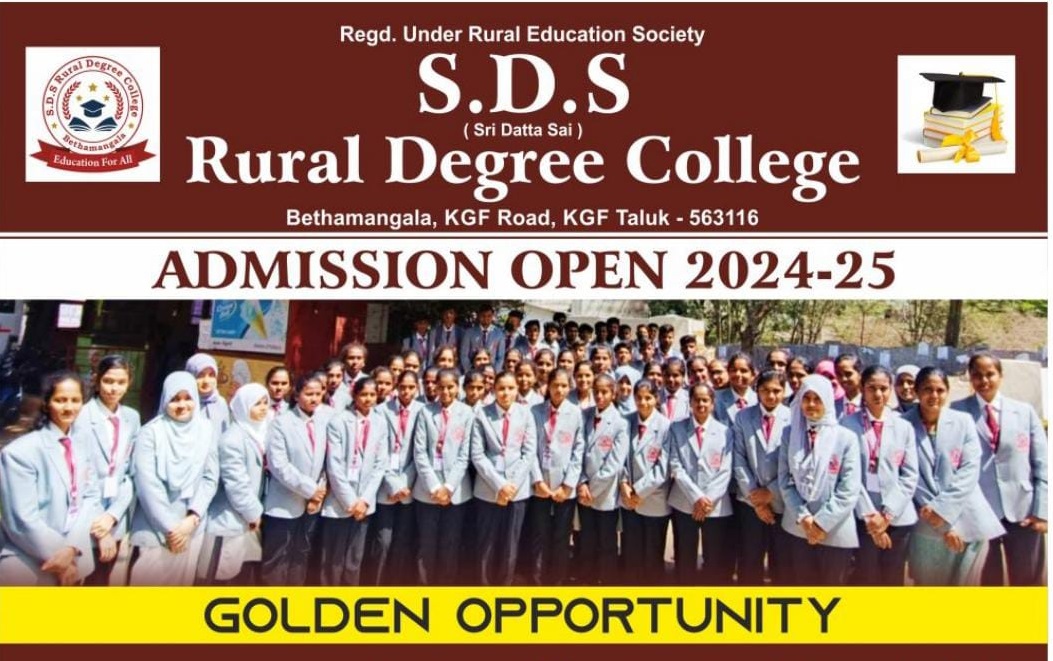 Regd. Under Rural Education Society
S.D.S
( Sri Datta Sai )
Rural Degree College
Bethamangala, KGF Road, KGF Taluk - 563116
S.D.S Rural Degree College
Bethamangala
Education For All
ADMISSION OPEN 2024-25
GOLDEN OPPORTUNITY